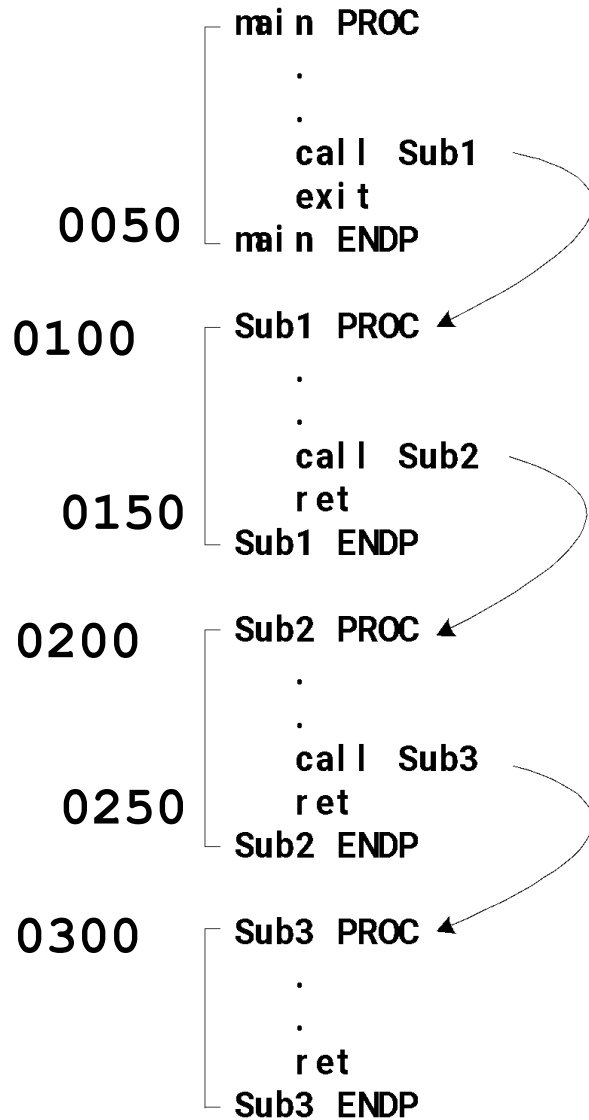 main PROC
.
.
call Sub1
exit
0050
main ENDP
0100
Sub1 PROC
.
.
call Sub2
ret
0150
Sub1 ENDP
0200
Sub2 PROC
.
.
call Sub3
ret
0250
Sub2 ENDP
0300
Sub3 PROC
.
.
ret
Sub3 ENDP